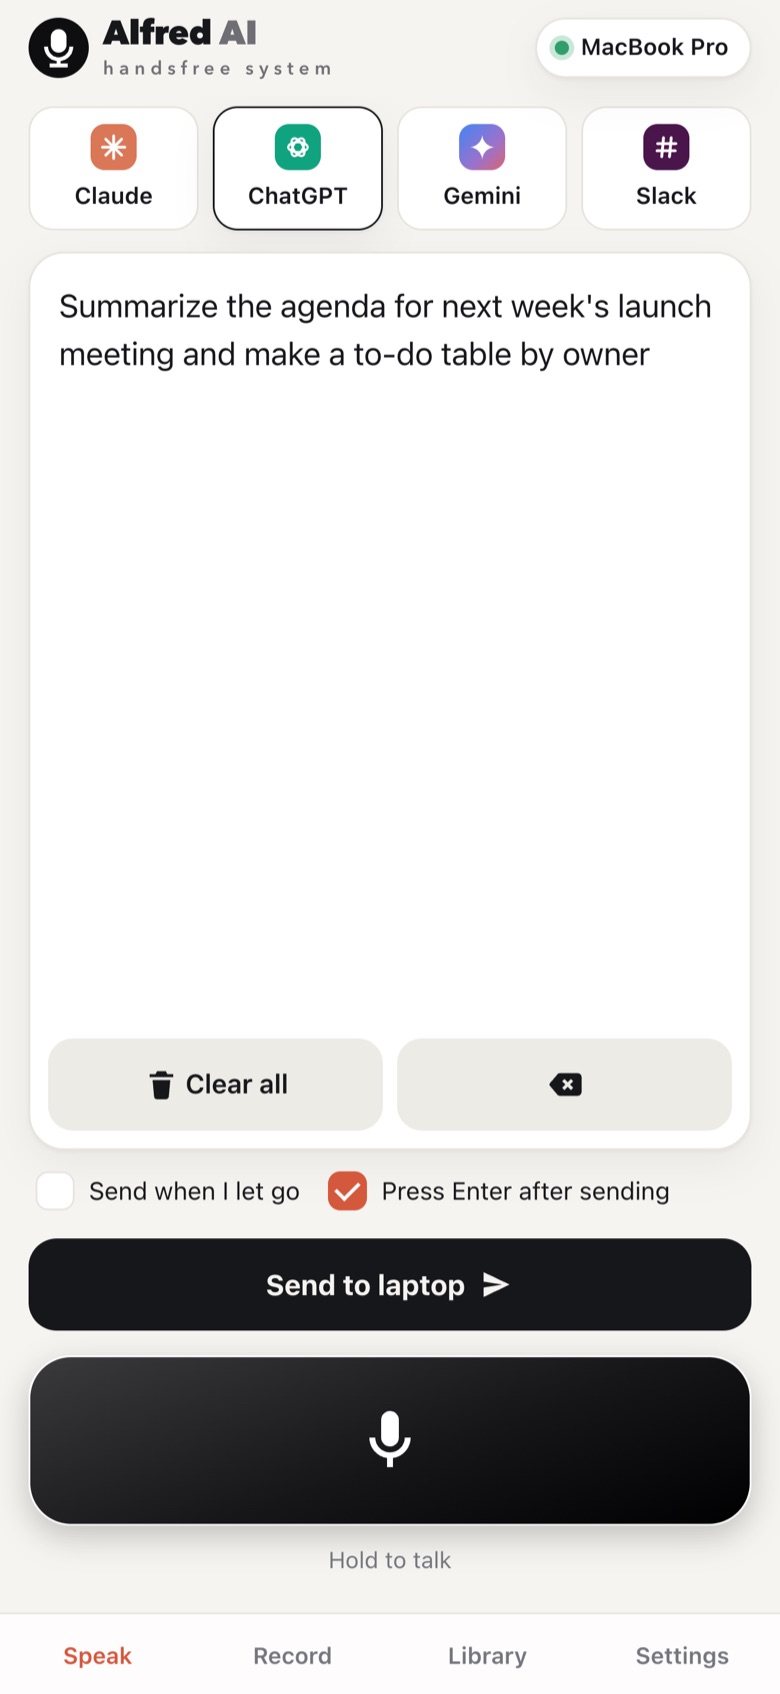 Alfred AI
handsfree system
MacBook Pro
Claude
ChatGPT
Gemini
Slack
Summarize the agenda for next week's launch
meeting and make a to-do table by owner
Clear all
Send when I let go
Press Enter after sending
Send to laptop
Hold to talk
Speak
Record
Library
Settings